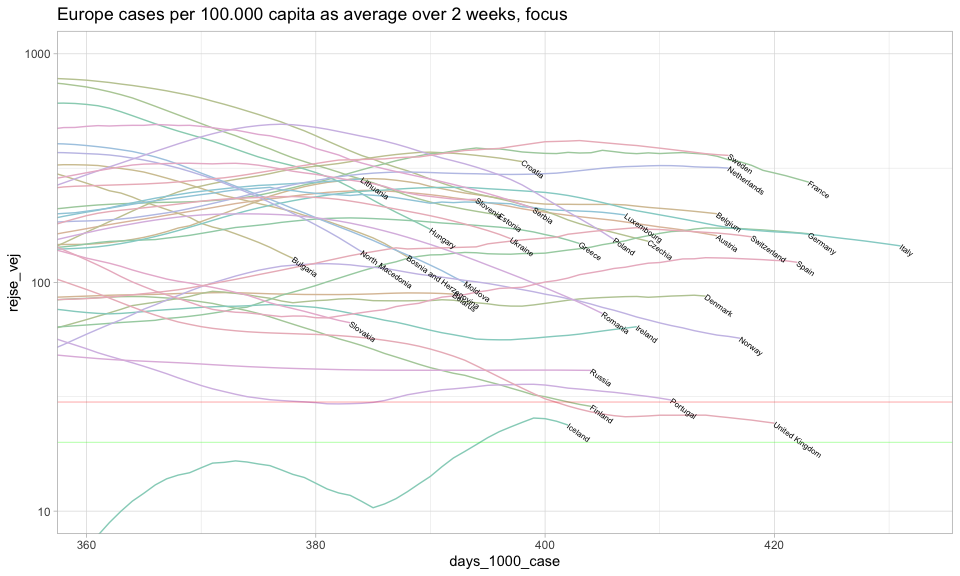 Europe cases per 100.000 capita as average over 2 weeks, focus
1000
100
10
rejse_vej
Croatia
Sweden
Netherlands
France
Lithuania
Slovenia
Estonia
Serbia
Luxembourg
Belgium
Hungary
Ukraine
Greece
Poland
Czechia
Austria
Switzerland
Germany
Italy
Bulgaria
North Macedonia
Bosnia and Herzegovina
Moldova
Belarus
Spain
Denmark
Slovakia
Romania
Ireland
Norway
Russia
Finland
Portugal
Iceland
United Kingdom
360
380
400
420
days_1000_case